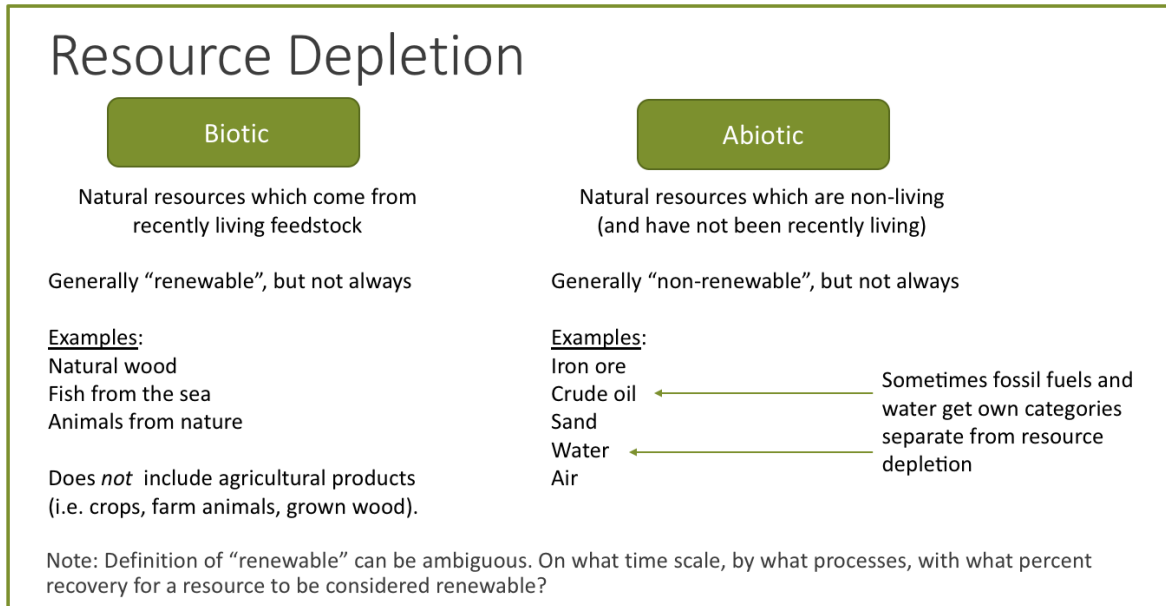 Resource Depletion
Biotic
Natural resources which come from
recently living feedstock
Generally “renewable”, but not always
Examples:
Natural wood
Fish from the sea
Animals from nature
Does not include agricultural products
(i.e. crops, farm animals, grown wood).
Abiotic
Natural resources which are non-living
(and have not been recently living)
Generally “non-renewable”, but not always
Examples:
Iron ore
Crude oil
Sand
Water
Air
Sometimes fossil fuels and
water get own categories
separate from resource
depletion
Note: Definition of “renewable” can be ambiguous. On what time scale, by what processes, with what percent
recovery for a resource to be considered renewable?